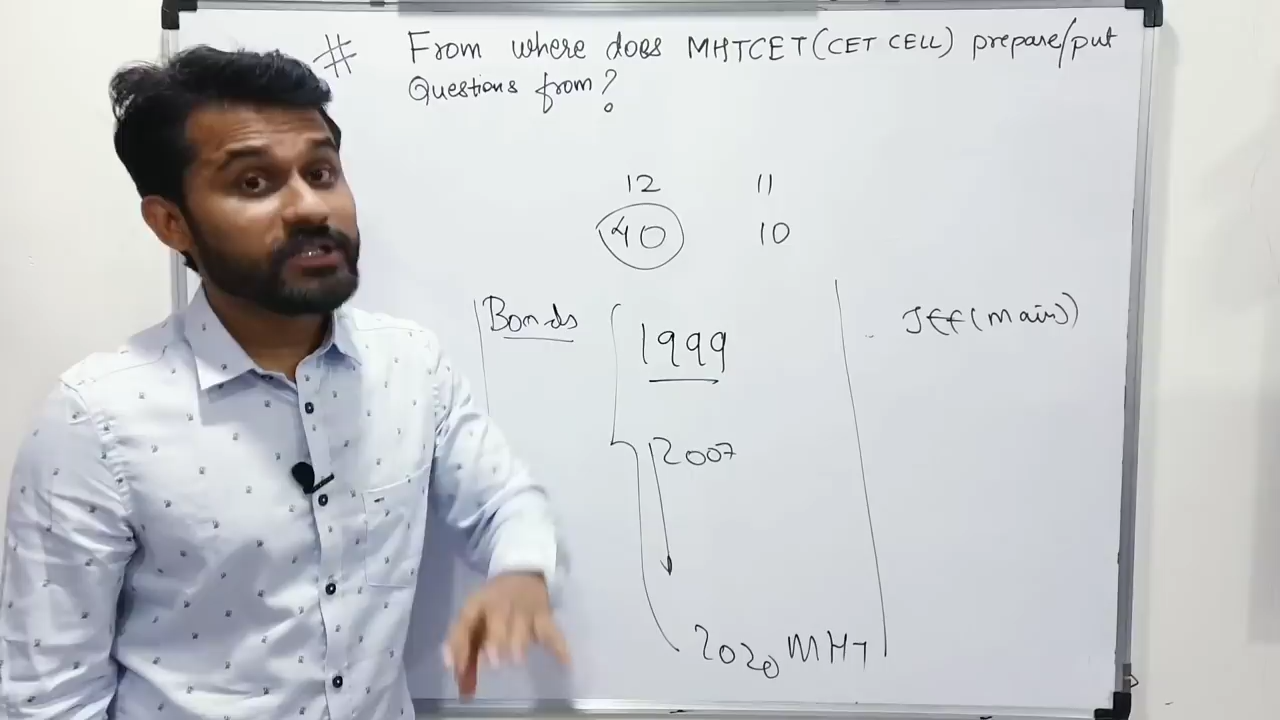 # From where does MHTCET(CET CELL) prepare/put
Questions from?
12 11
40 10
Bonds 1999 JEE(Main)
2007
2020 MHT